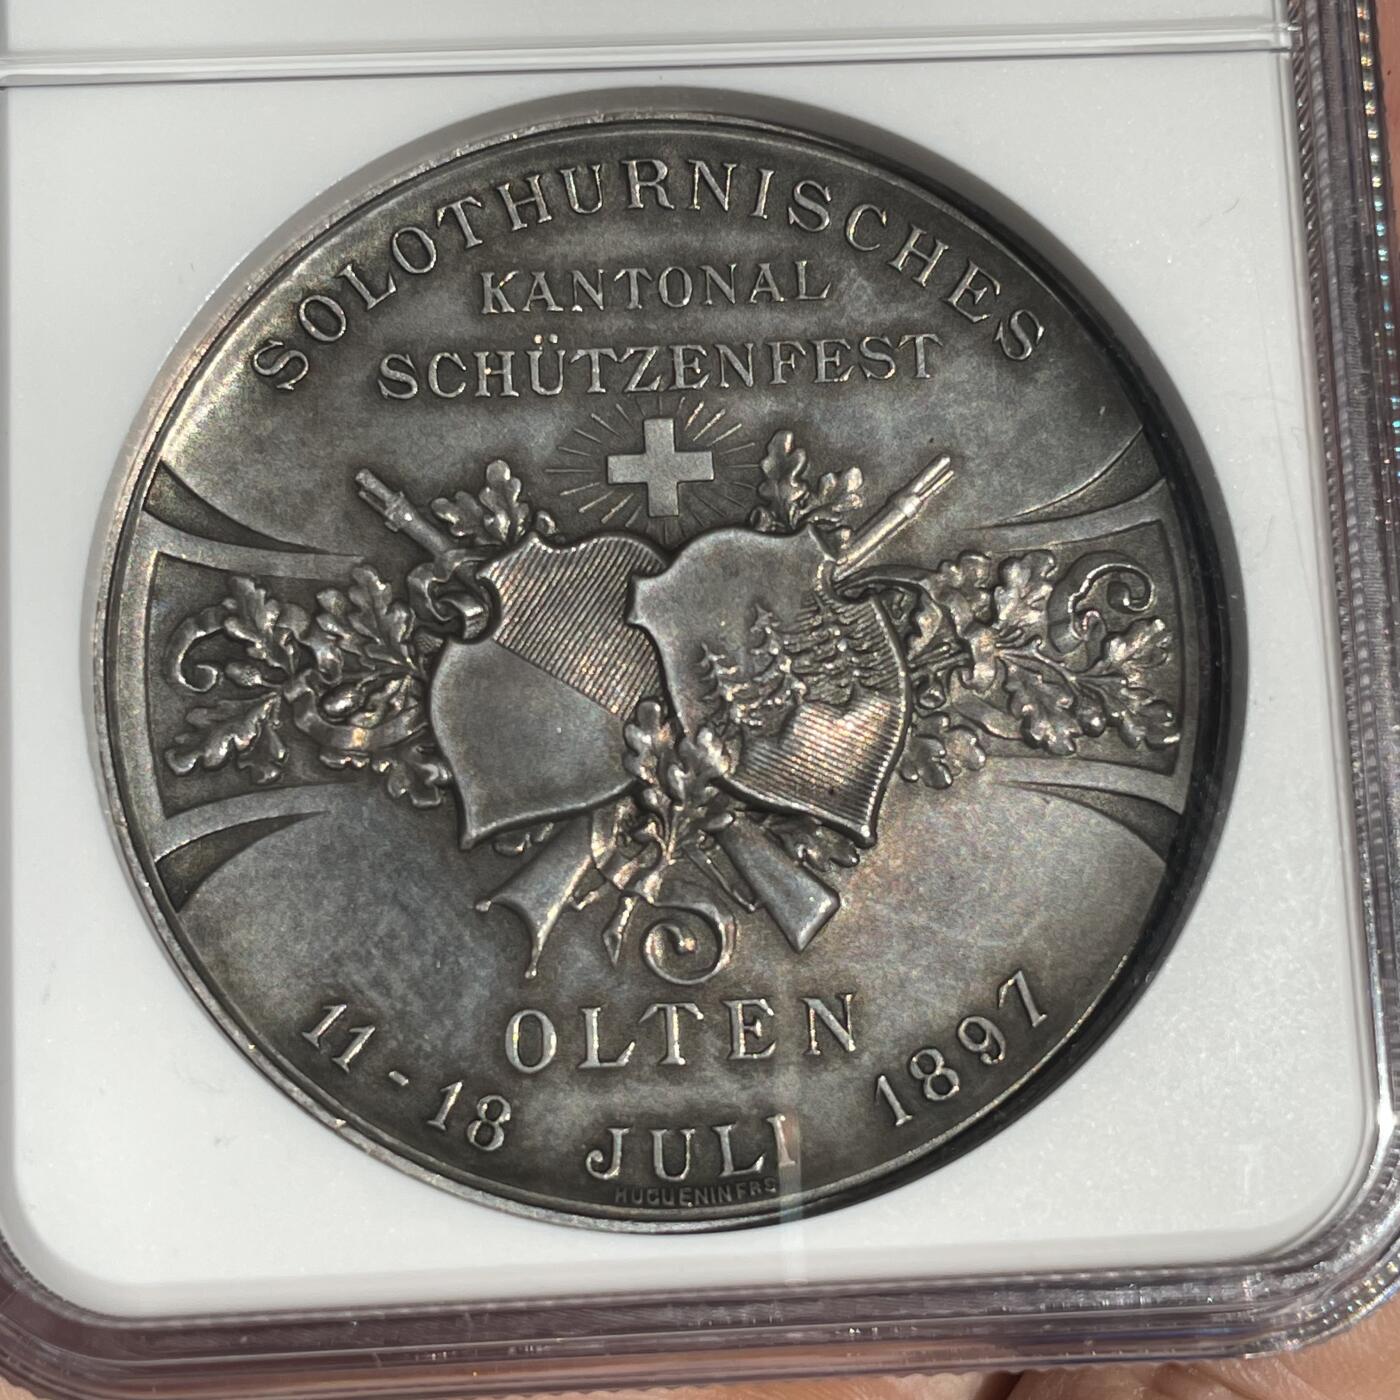 SOLOTHURNISCHES
KANTONAL
SCHÜTZENFEST
OLTEN
11-18 JULI 1897
HUGUENIN FRS